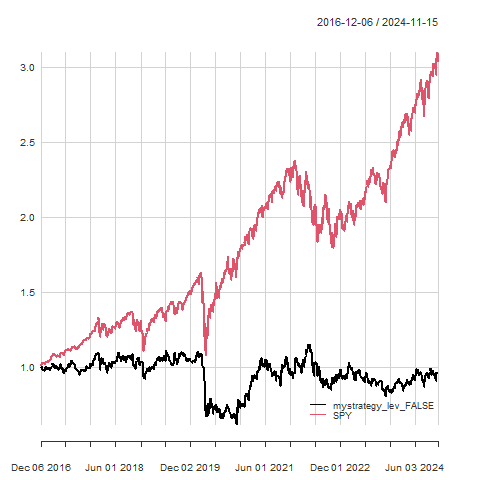 2016-12-06 / 2024-11-15
3.0
2.5
2.0
1.5
1.0
mystrategy_lev_FALSE
SPY
Dec 06 2016 Jun 01 2018 Dec 02 2019 Jun 01 2021 Dec 01 2022 Jun 03 2024